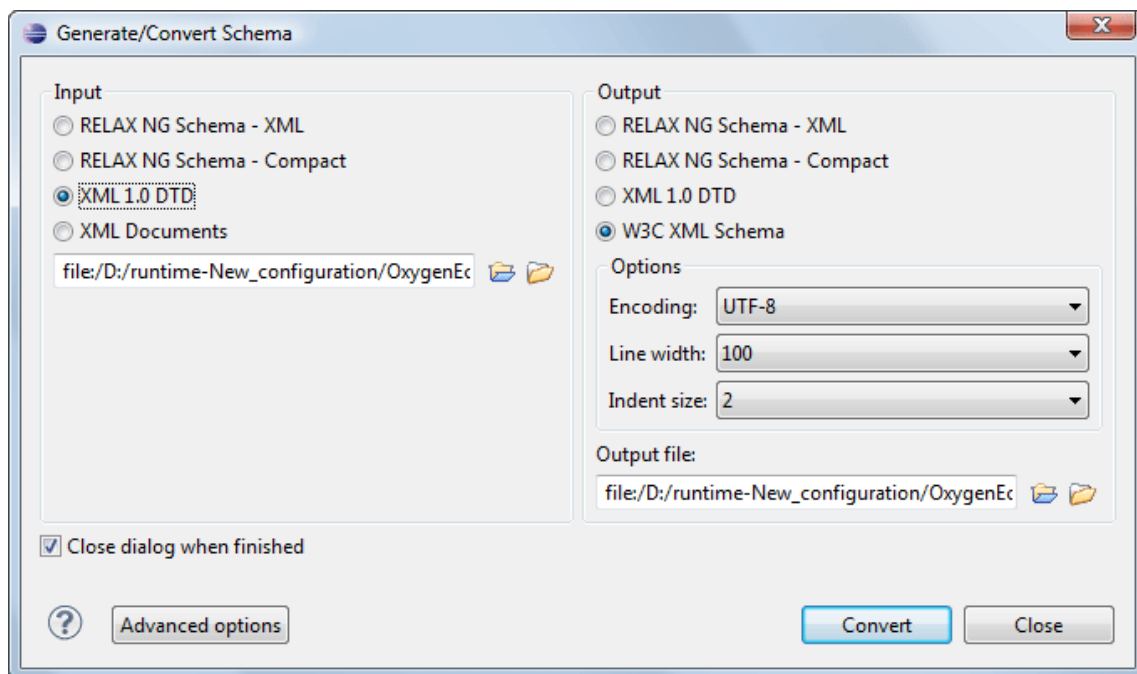 Generate/Convert Schema
Input
RELAX NG Schema - XML
RELAX NG Schema - Compact
XML 1.0 DTD
XML Documents
file:/D:/runtime-New_configuration/OxygenEc
Output
RELAX NG Schema - XML
RELAX NG Schema - Compact
XML 1.0 DTD
W3C XML Schema
Options
Encoding: UTF-8
Line width: 100
Indent size: 2
Output file:
file:/D:/runtime-New_configuration/OxygenEc
Close dialog when finished
? Advanced options Convert Close